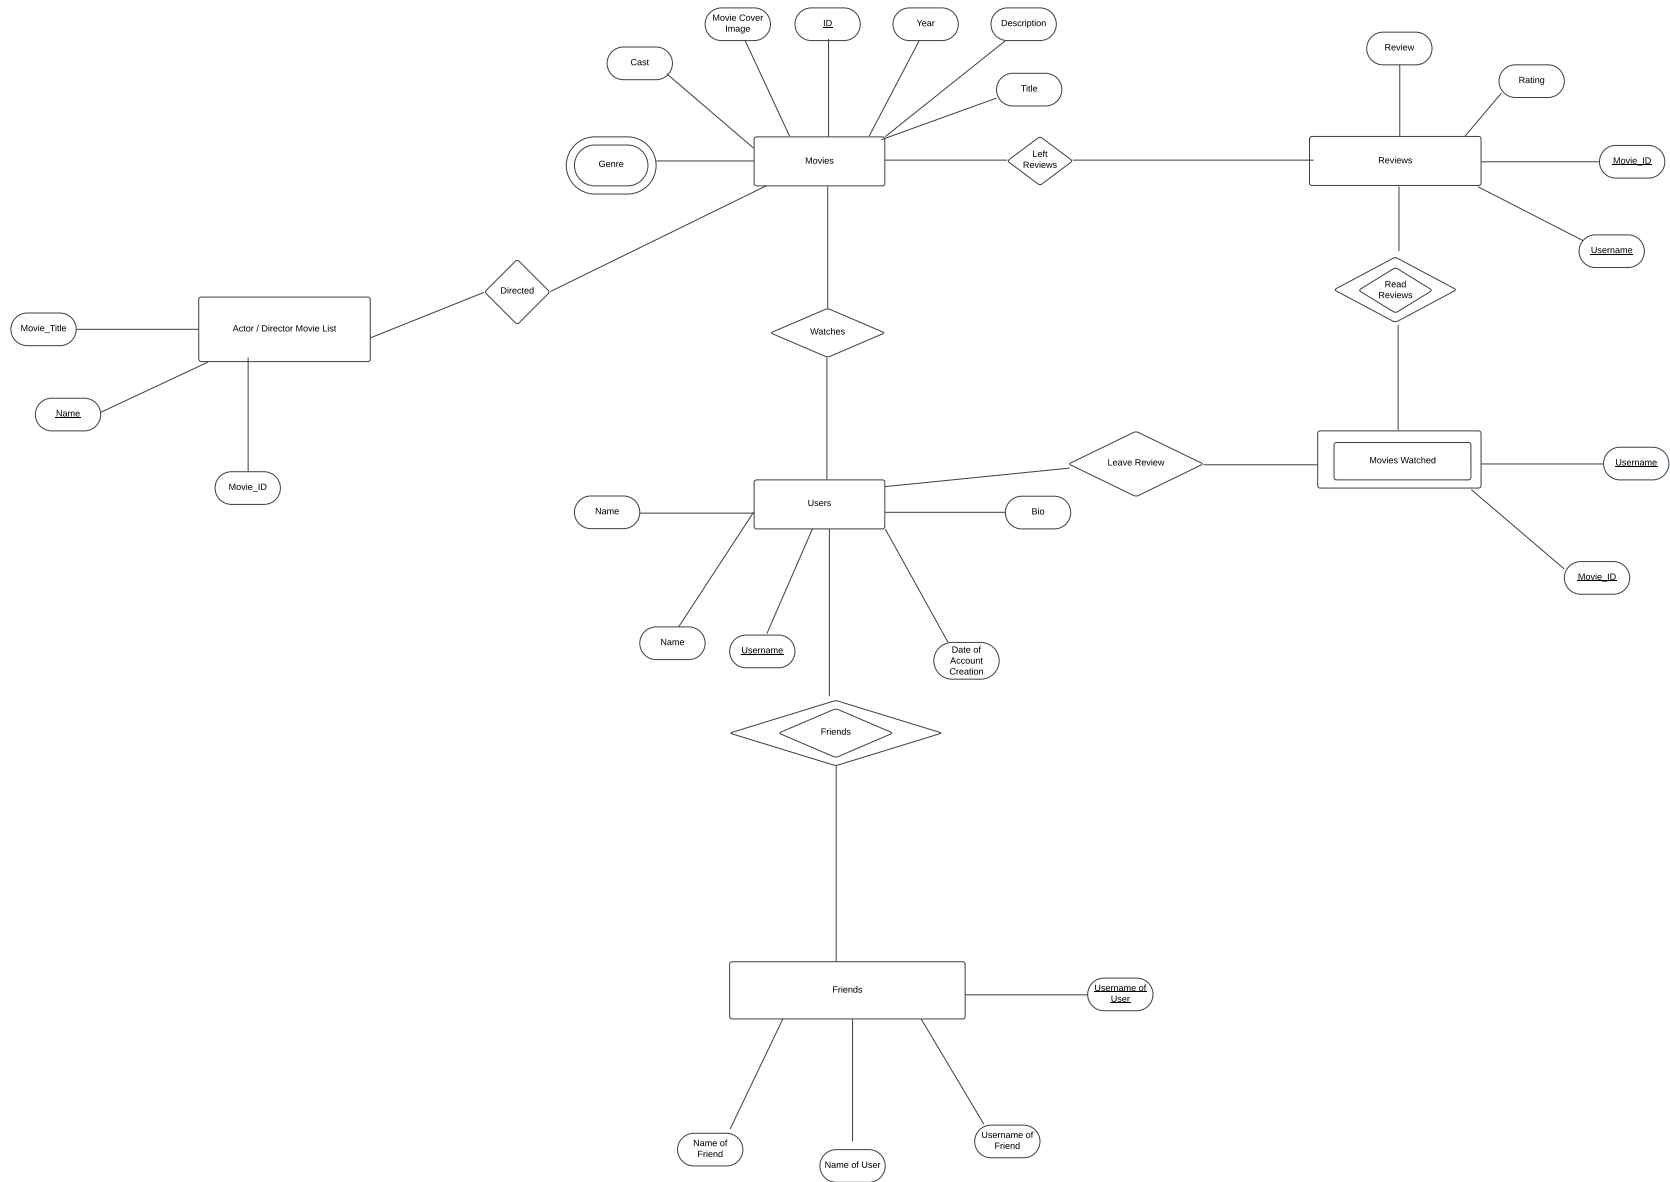 Movie Cover
Image
ID
Year
Description
Cast
Title
Review
Rating
Genre
Movies
Left
Reviews
Reviews
Movie_ID
Username
Directed
Read
Reviews
Movie_Title
Actor / Director Movie List
Watches
Name
Movie_ID
Leave Review
Movies Watched
Username
Users
Name
Bio
Movie_ID
Name
Username
Date of
Account
Creation
Friends
Friends
Username of
User
Name of
Friend
Name of User
Username of
Friend